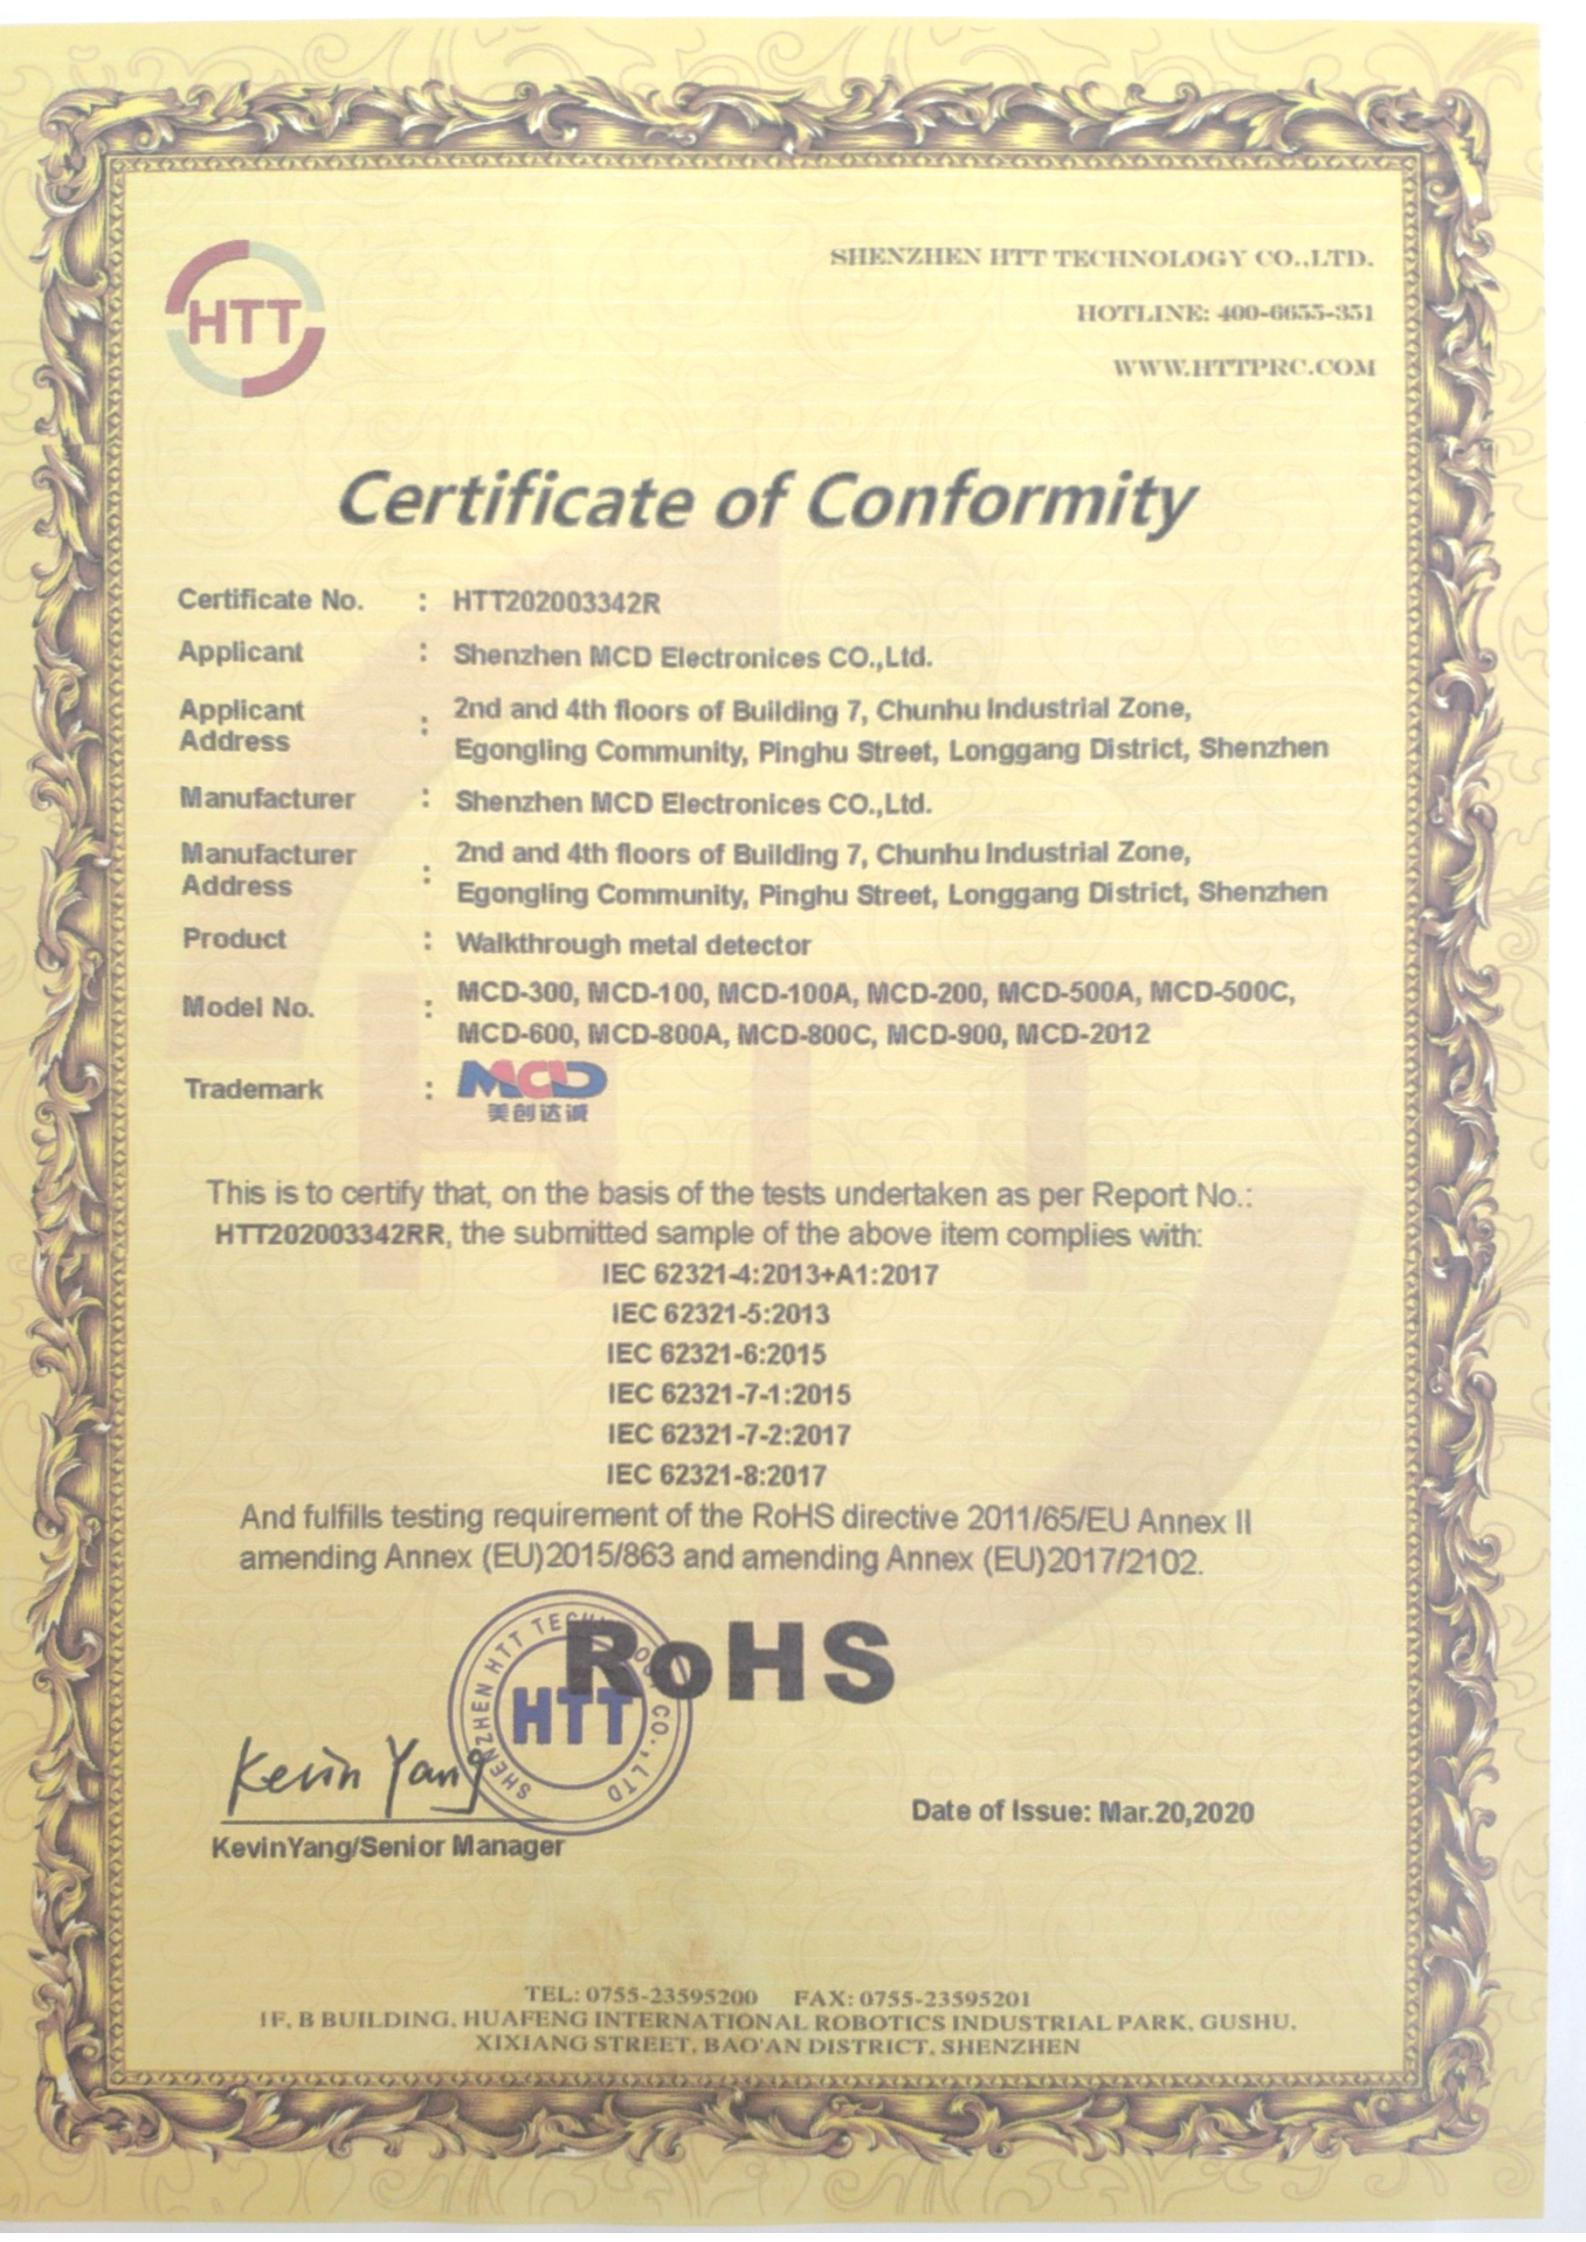 HTT
SHENZHEN HTT TECHNOLOGY CO.,LTD.
HOTLINE: 400-6655-351
WWW.HTTPRC.COM
Certificate of Conformity
Certificate No. : HTT202003342R
Applicant : Shenzhen MCD Electronices CO.,Ltd.
Applicant Address : 2nd and 4th floors of Building 7, Chunhu Industrial Zone,
Egongling Community, Pinghu Street, Longgang District, Shenzhen
Manufacturer : Shenzhen MCD Electronices CO.,Ltd.
Manufacturer Address : 2nd and 4th floors of Building 7, Chunhu Industrial Zone,
Egongling Community, Pinghu Street, Longgang District, Shenzhen
Product : Walkthrough metal detector
Model No. : MCD-300, MCD-100, MCD-100A, MCD-200, MCD-500A, MCD-500C,
MCD-600, MCD-800A, MCD-800C, MCD-900, MCD-2012
Trademark : MCD
美创达诚
This is to certify that, on the basis of the tests undertaken as per Report No.:
HTT202003342RR, the submitted sample of the above item complies with:
IEC 62321-4:2013+A1:2017
IEC 62321-5:2013
IEC 62321-6:2015
IEC 62321-7-1:2015
IEC 62321-7-2:2017
IEC 62321-8:2017
And fulfills testing requirement of the RoHS directive 2011/65/EU Annex II
amending Annex (EU)2015/863 and amending Annex (EU)2017/2102.
RoHS
SHENZHEN HTT TECHNOLOGY CO., LTD
HTT
Kevin Yang
KevinYang/Senior Manager
Date of Issue: Mar.20,2020
TEL: 0755-23595200 FAX: 0755-23595201
1F, B BUILDING, HUAFENG INTERNATIONAL ROBOTICS INDUSTRIAL PARK, GUSHU,
XIXIANG STREET, BAO'AN DISTRICT, SHENZHEN